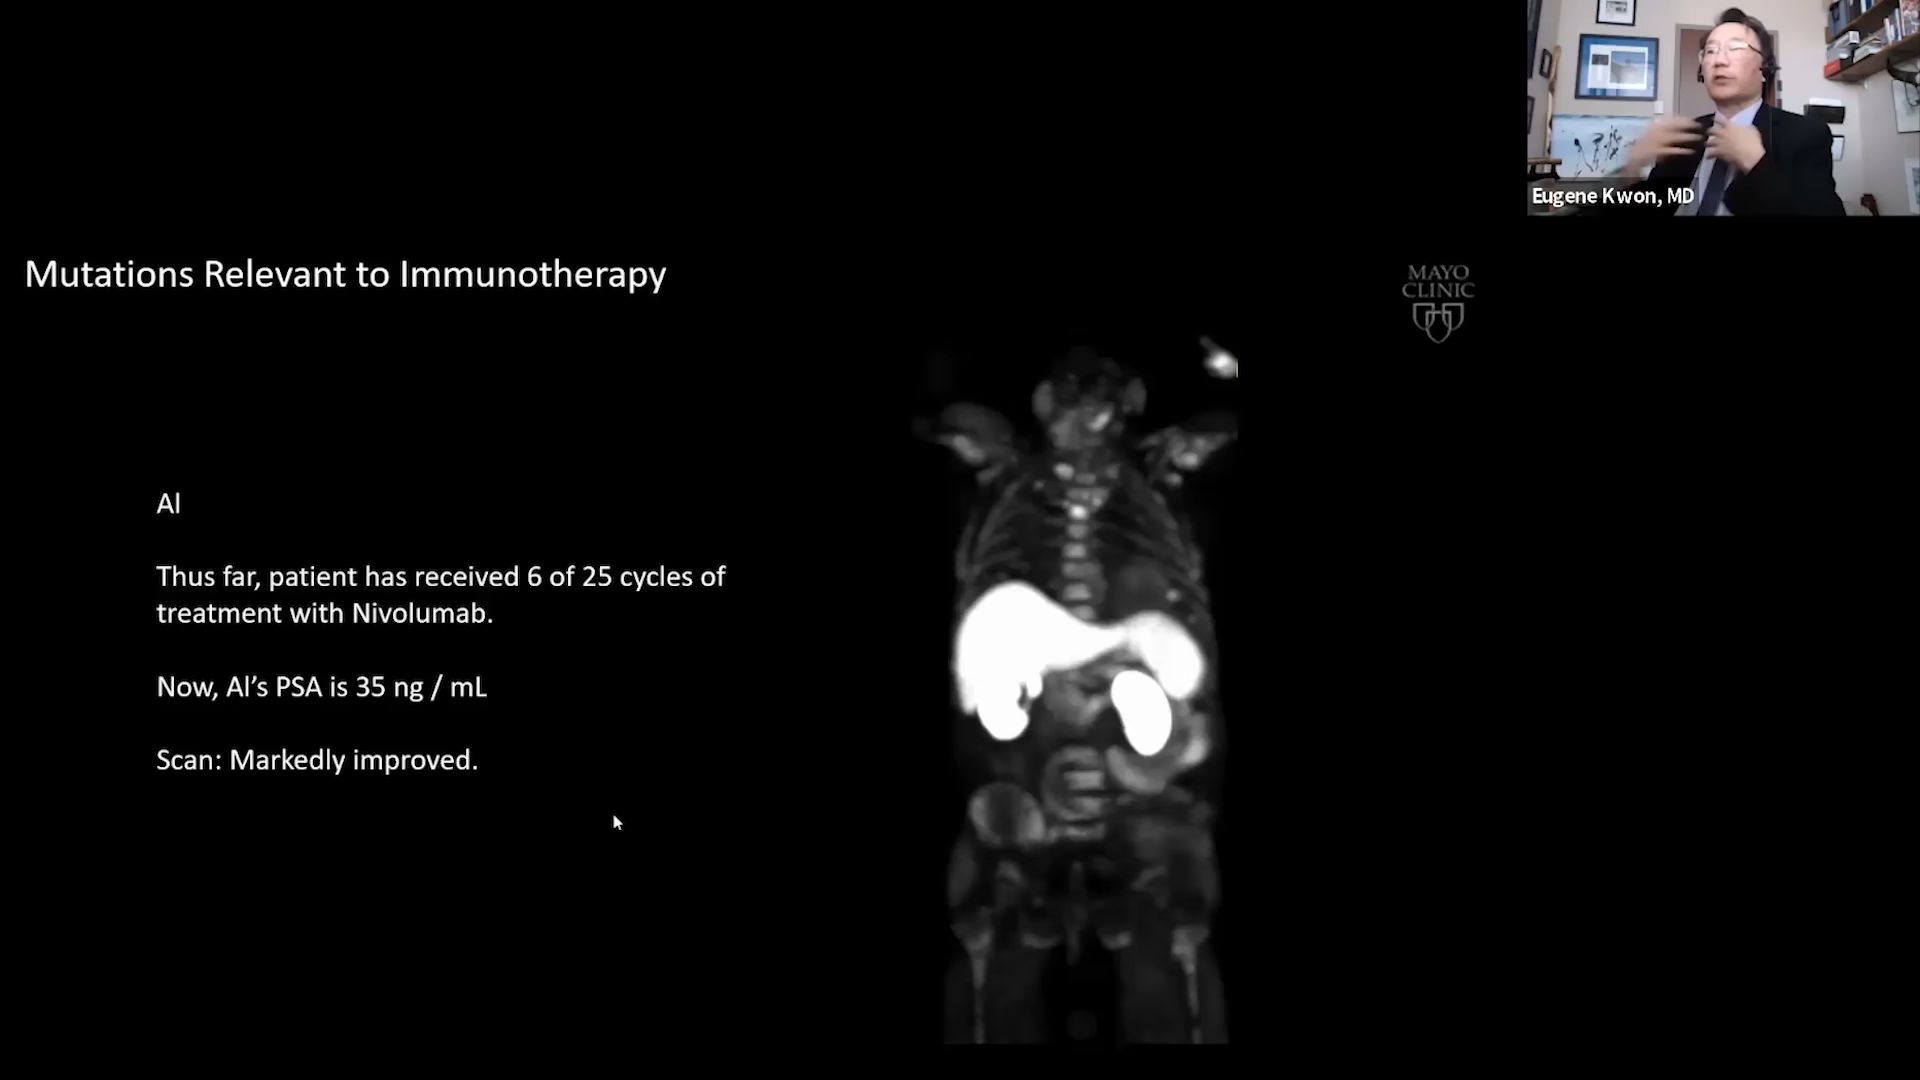 Eugene Kwon, MD
Mutations Relevant to Immunotherapy
MAYO
CLINIC
Al
Thus far, patient has received 6 of 25 cycles of
treatment with Nivolumab.
Now, Al’s PSA is 35 ng / mL
Scan: Markedly improved.